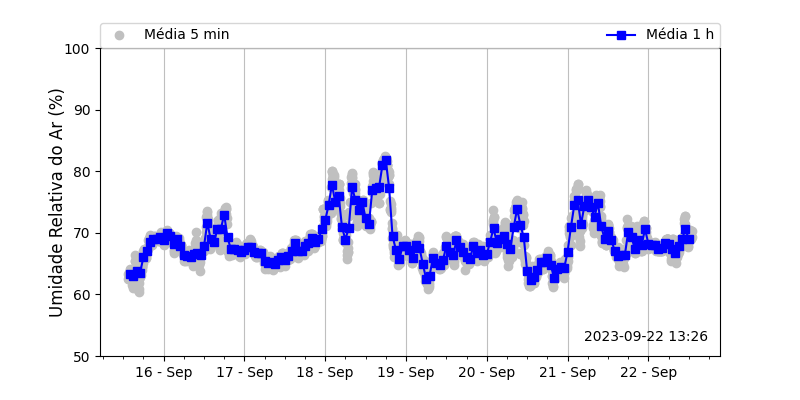 Média 5 min
Média 1 h
100
90
80
70
60
50
Umidade Relativa do Ar (%)
2023-09-22 13:26
16 - Sep
17 - Sep
18 - Sep
19 - Sep
20 - Sep
21 - Sep
22 - Sep